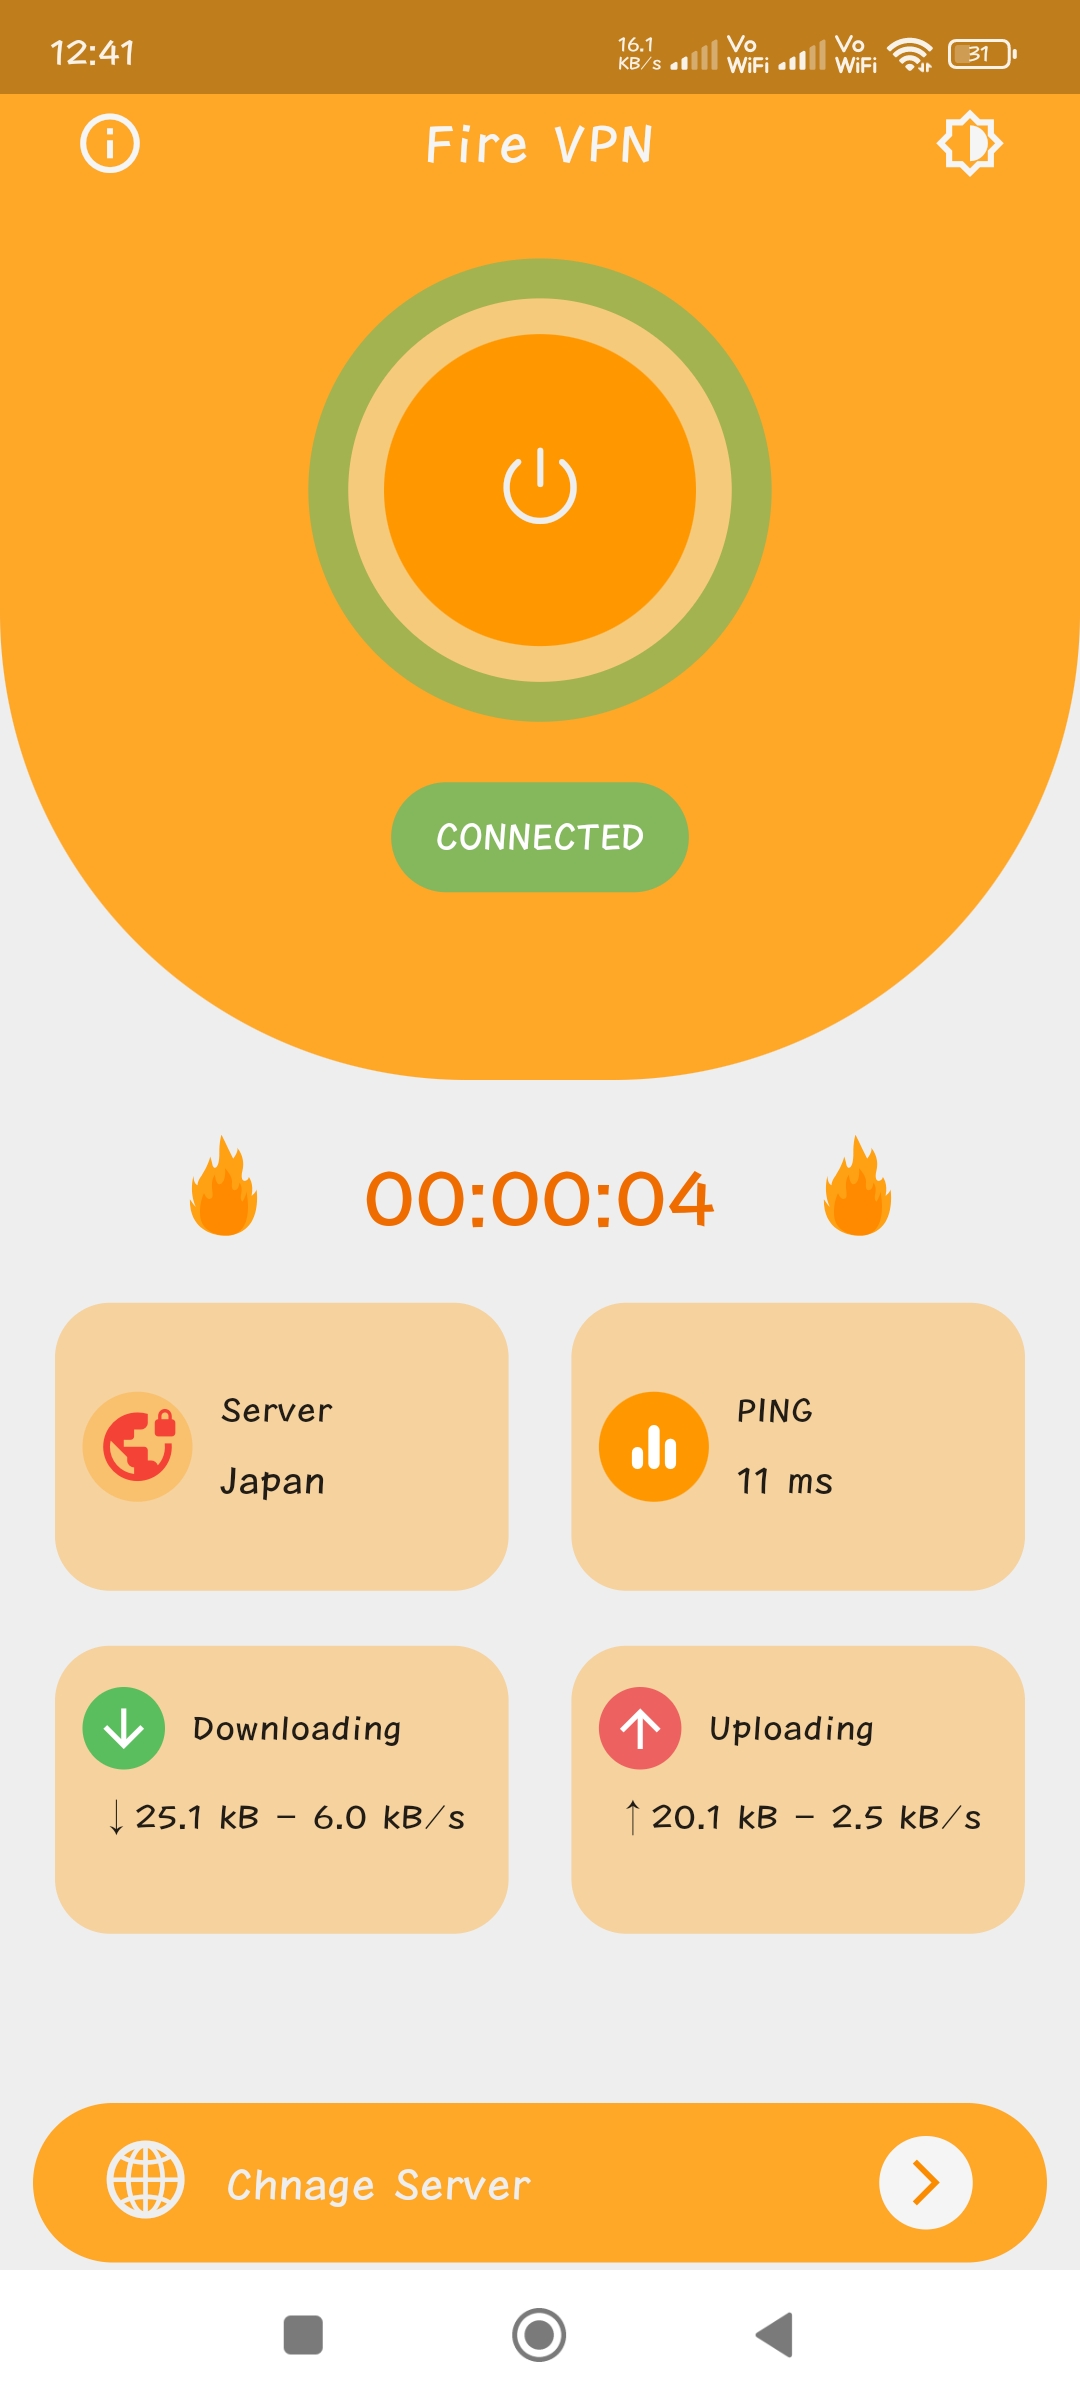 12:41
16.1 KB/s Vo WiFi Vo WiFi 31
Fire VPN
CONNECTED
00:00:04
Server
Japan
PING
11 ms
Downloading
↓ 25.1 kB - 6.0 kB/s
Uploading
↑ 20.1 kB - 2.5 kB/s
Chnage Server